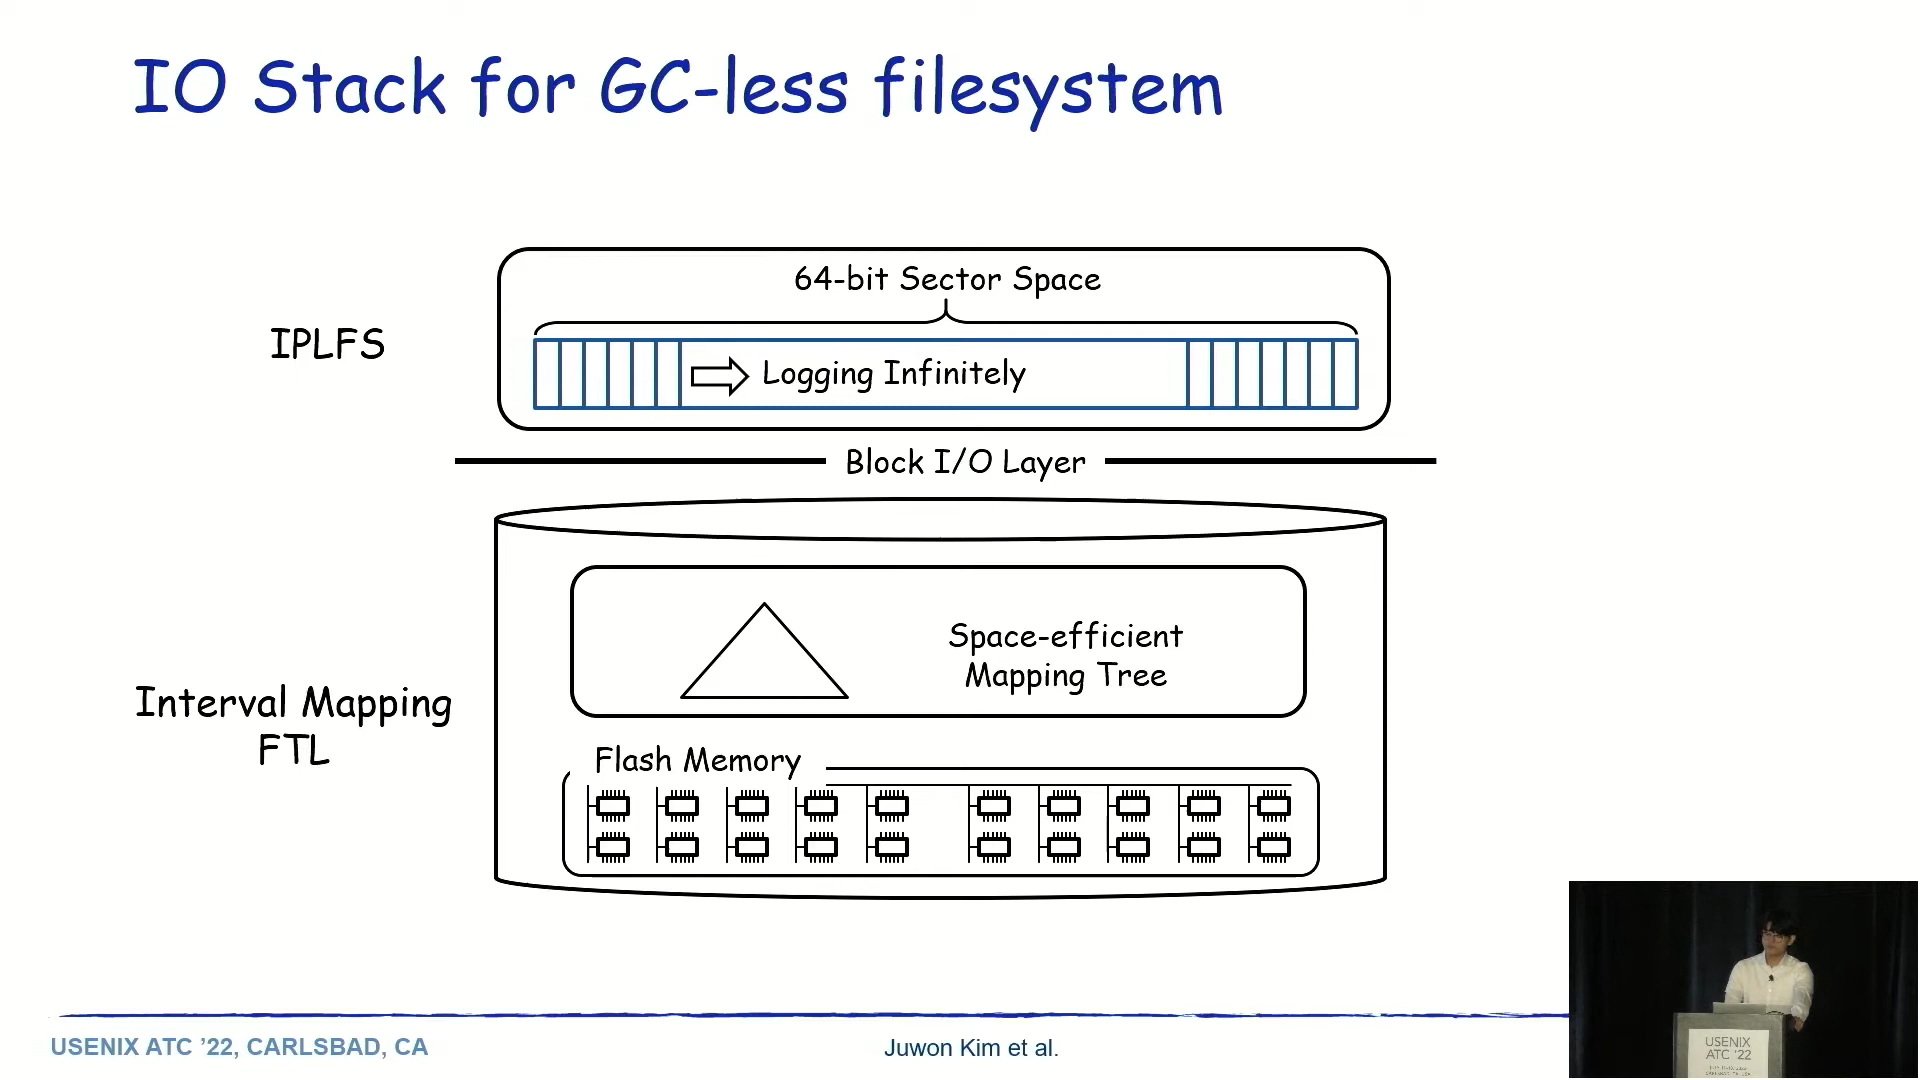 IO Stack for GC-less filesystem
64-bit Sector Space
IPLFS
Logging Infinitely
Block I/O Layer
Space-efficient
Mapping Tree
Interval Mapping
FTL
Flash Memory
USENIX ATC ’22, CARLSBAD, CA
Juwon Kim et al.
USENIX
ATC '22